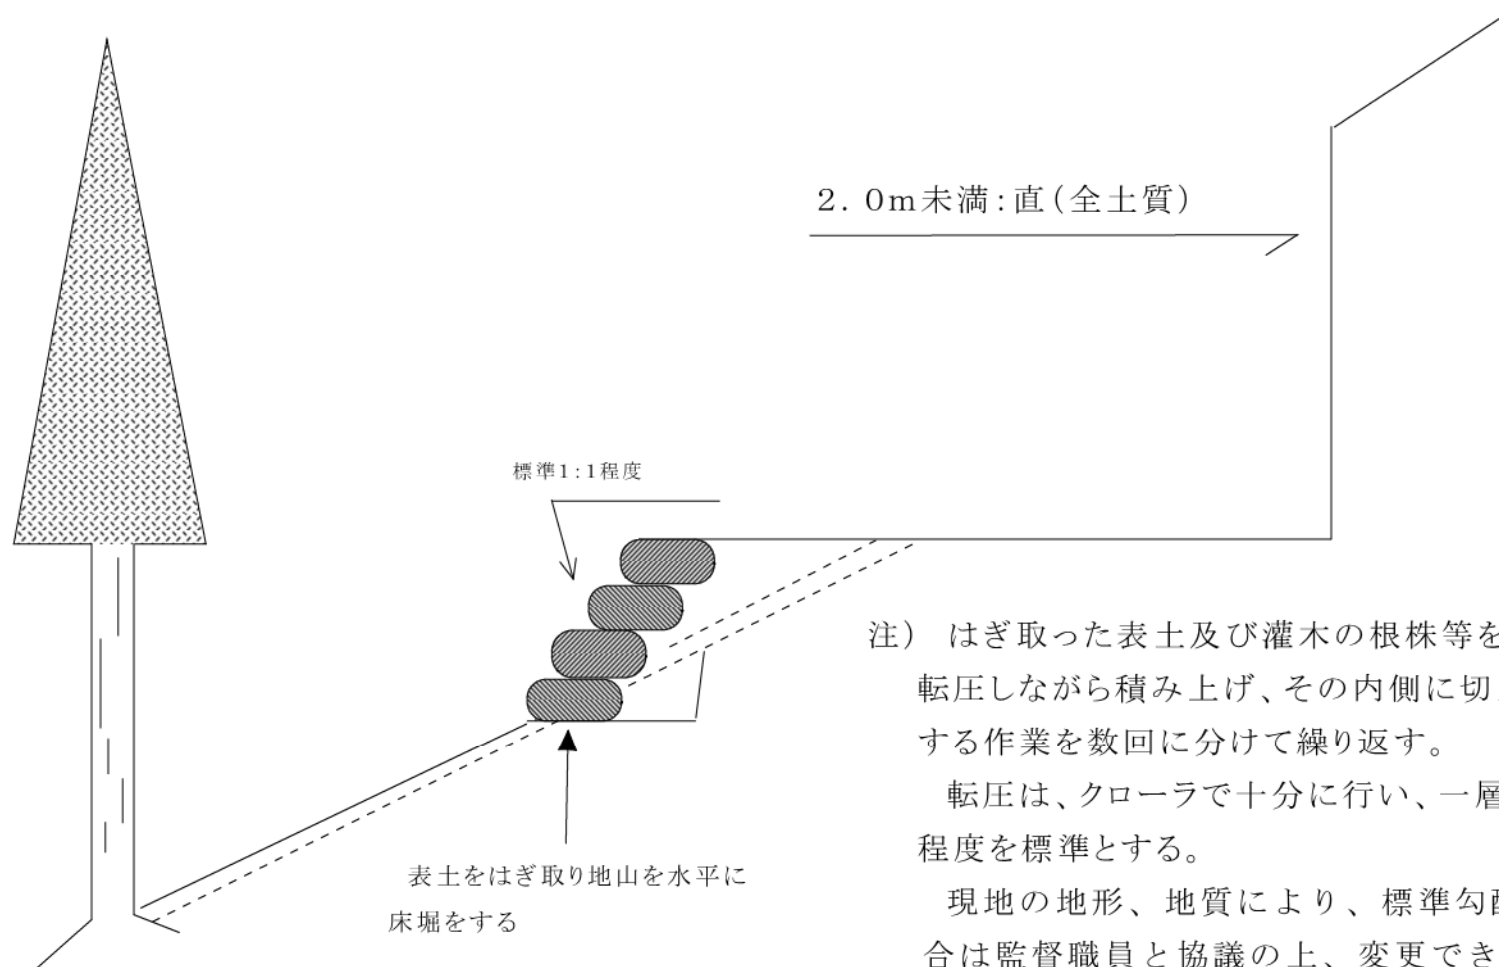 2．0m未満：直（全土質）
標準1：1程度
注） はぎ取った表土及び灌木の根株等を
転圧しながら積み上げ、その内側に切
する作業を数回に分けて繰り返す。
転圧は、クローラで十分に行い、一層
程度を標準とする。
現地の地形、地質により、標準勾配
合は監督職員と協議の上、変更でき
表土をはぎ取り地山を水平に
床堀をする